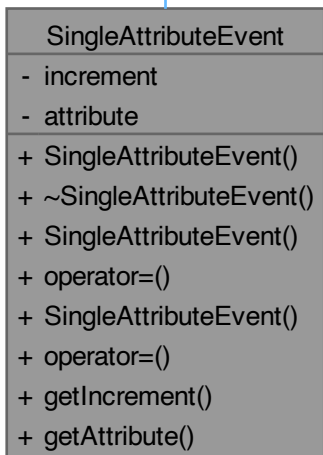 SingleAttributeEvent
- increment
- attribute
+ SingleAttributeEvent()
+ ~SingleAttributeEvent()
+ SingleAttributeEvent()
+ operator=()
+ SingleAttributeEvent()
+ operator=()
+ getIncrement()
+ getAttribute()